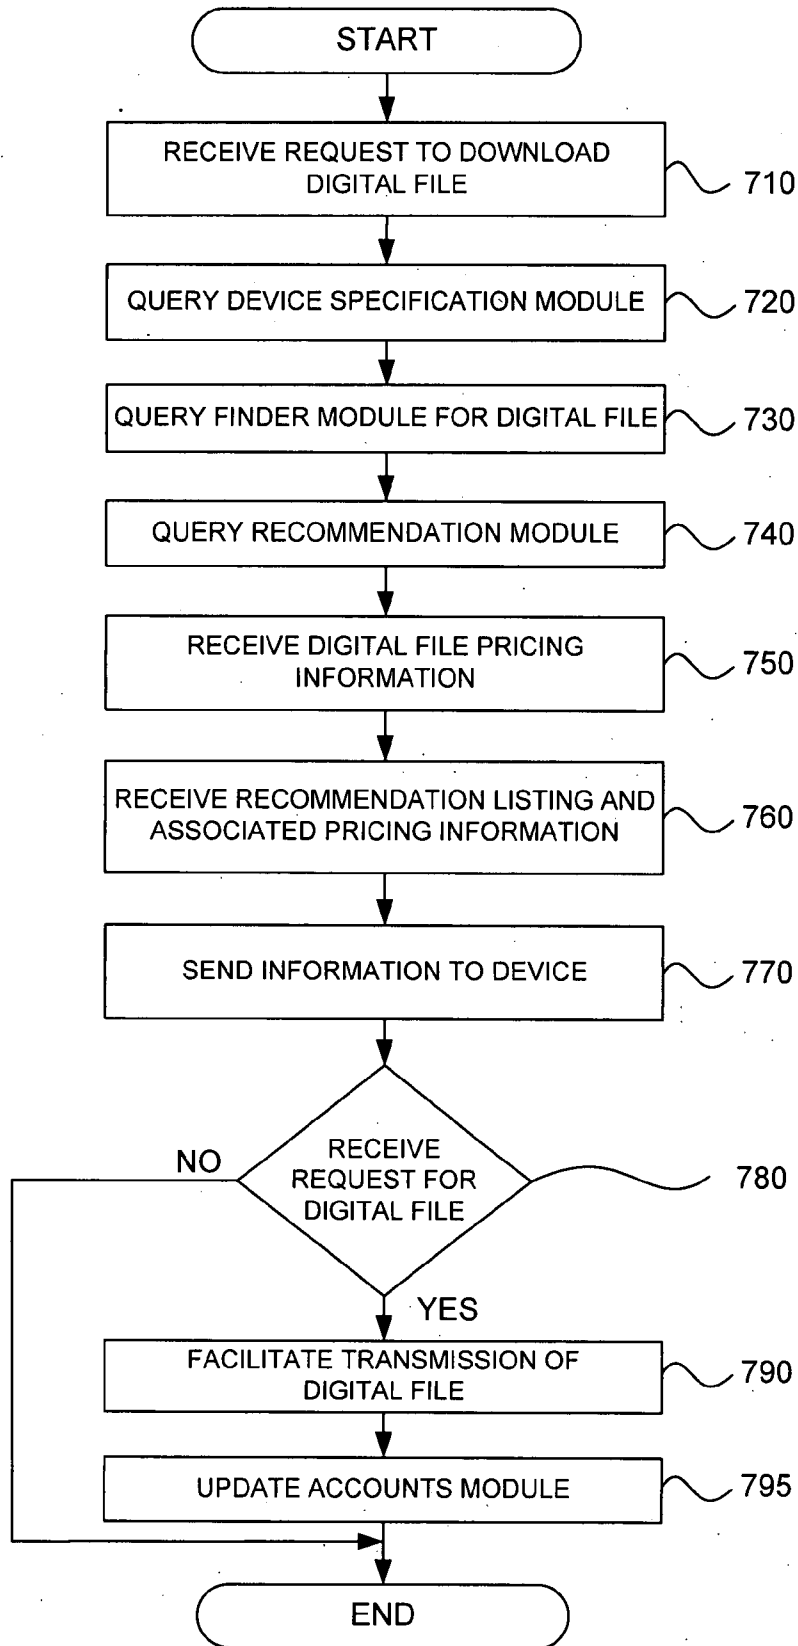 START
RECEIVE REQUEST TO DOWNLOAD
DIGITAL FILE
710
QUERY DEVICE SPECIFICATION MODULE
720
QUERY FINDER MODULE FOR DIGITAL FILE
730
QUERY RECOMMENDATION MODULE
740
RECEIVE DIGITAL FILE PRICING
INFORMATION
750
RECEIVE RECOMMENDATION LISTING AND
ASSOCIATED PRICING INFORMATION
760
SEND INFORMATION TO DEVICE
770
NO
RECEIVE
REQUEST FOR
DIGITAL FILE
780
YES
FACILITATE TRANSMISSION OF
DIGITAL FILE
790
UPDATE ACCOUNTS MODULE
795
END